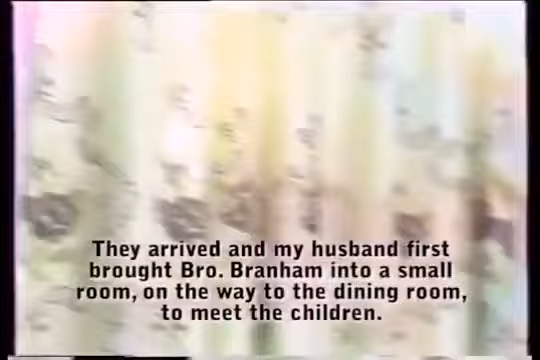 They arrived and my husband first
brought Bro. Branham into a small
room, on the way to the dining room,
to meet the children.